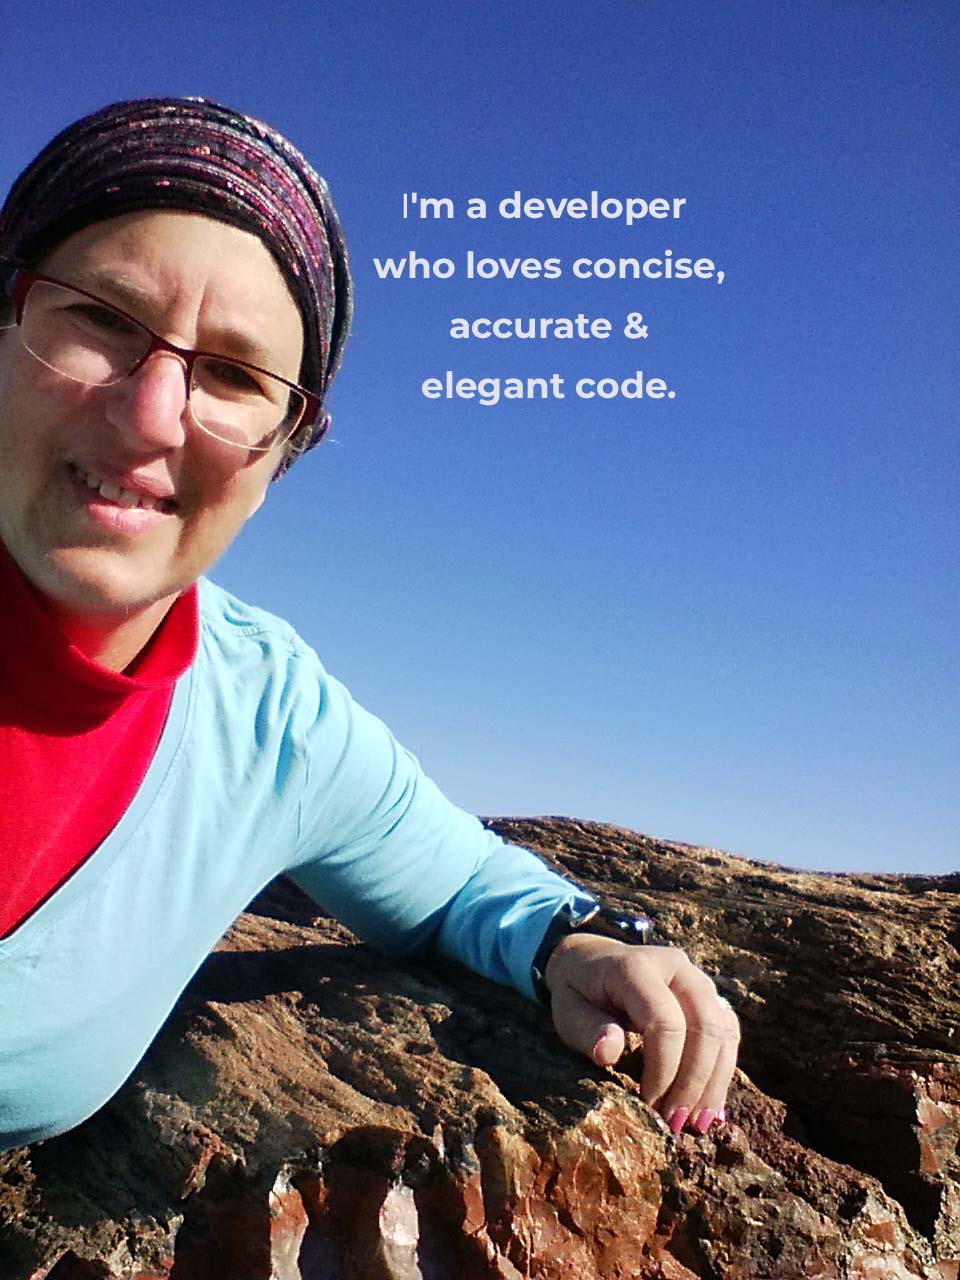 I'm a developer
who loves concise,
accurate &
elegant code.